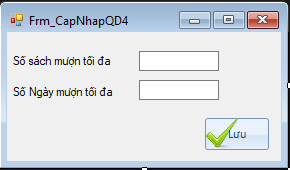 Frm_CapNhapQD4
Số sách mượn tối đa
Số Ngày mượn tối đa
Lưu